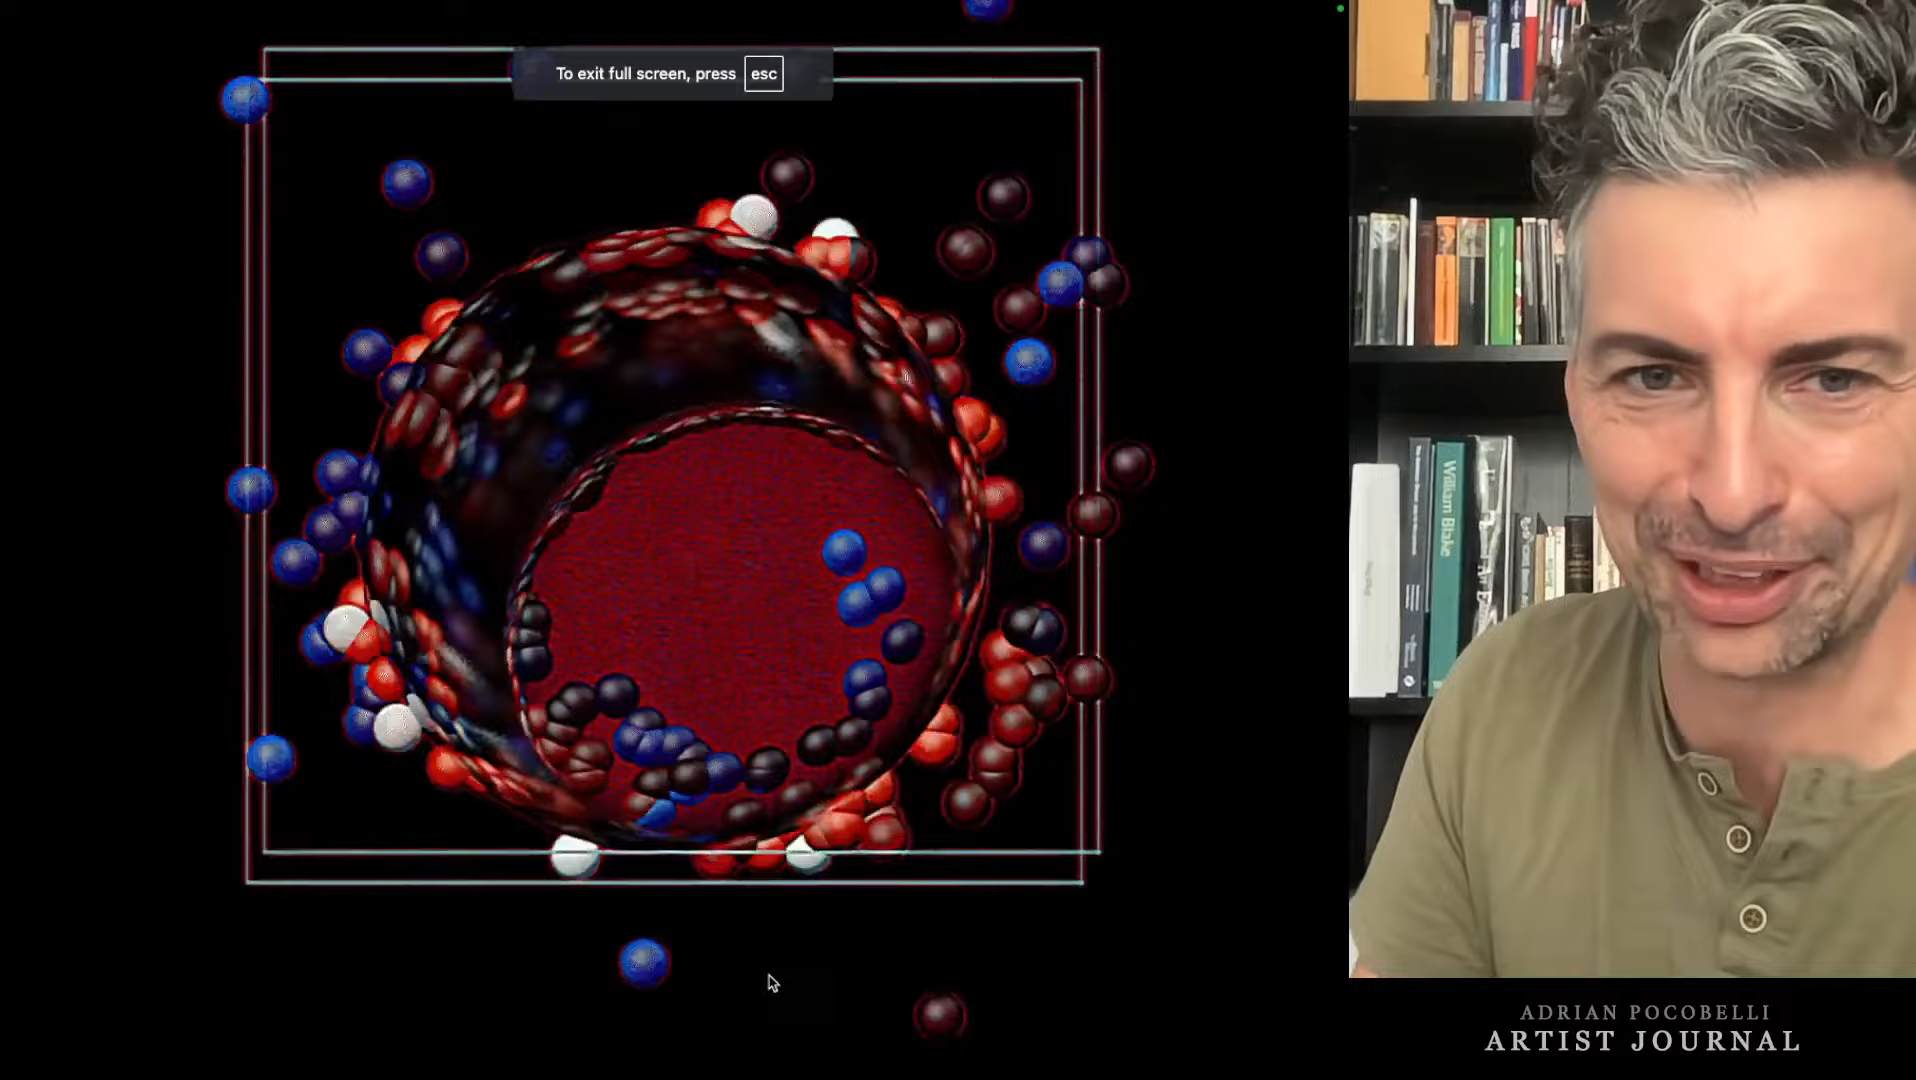 To exit full screen, press esc
William Blake
ADRIAN POCOBELLI
ARTIST JOURNAL